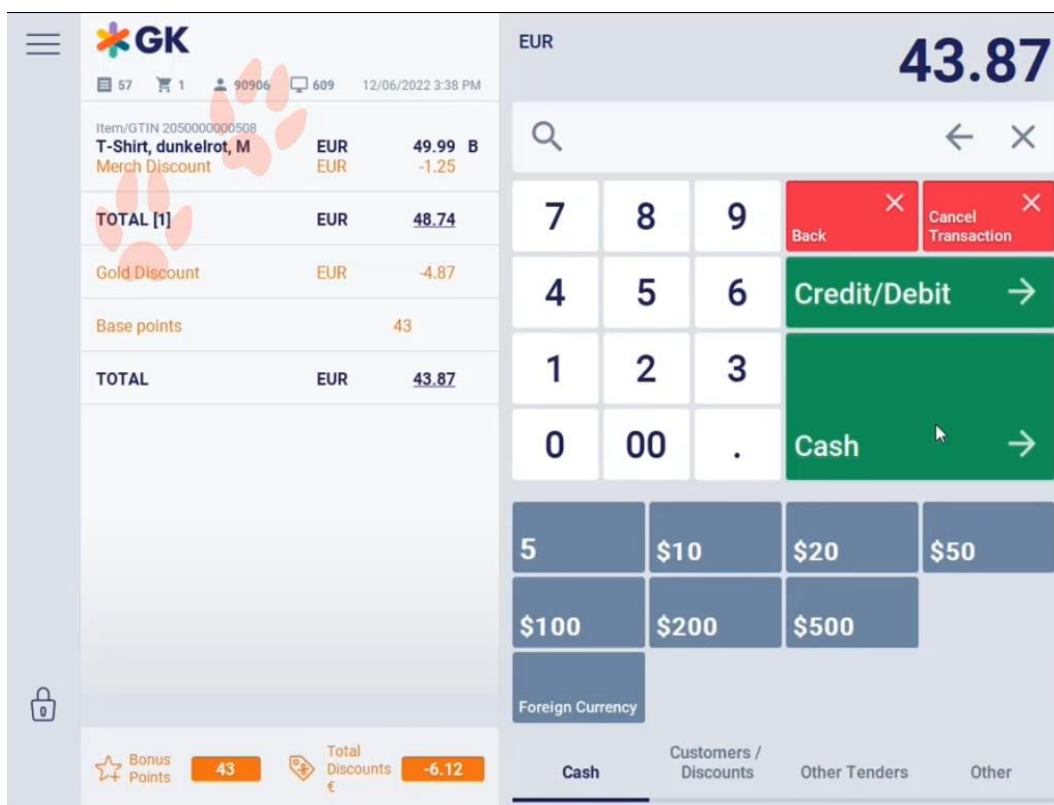 GK
57 1 90906 609 12/06/2022 3:38 PM
Item/GTIN 2050000000508
T-Shirt, dunkelrot, M EUR 49.99 B
Merch Discount EUR -1.25
TOTAL [1] EUR 48.74
Gold Discount EUR -4.87
Base points 43
TOTAL EUR 43.87
Bonus Points 43
Total Discounts € -6.12
EUR 43.87
7 8 9
Back
Cancel Transaction
4 5 6
Credit/Debit
1 2 3
0 00 .
Cash
5 $10 $20 $50
$100 $200 $500
Foreign Currency
Cash
Customers / Discounts
Other Tenders
Other
0